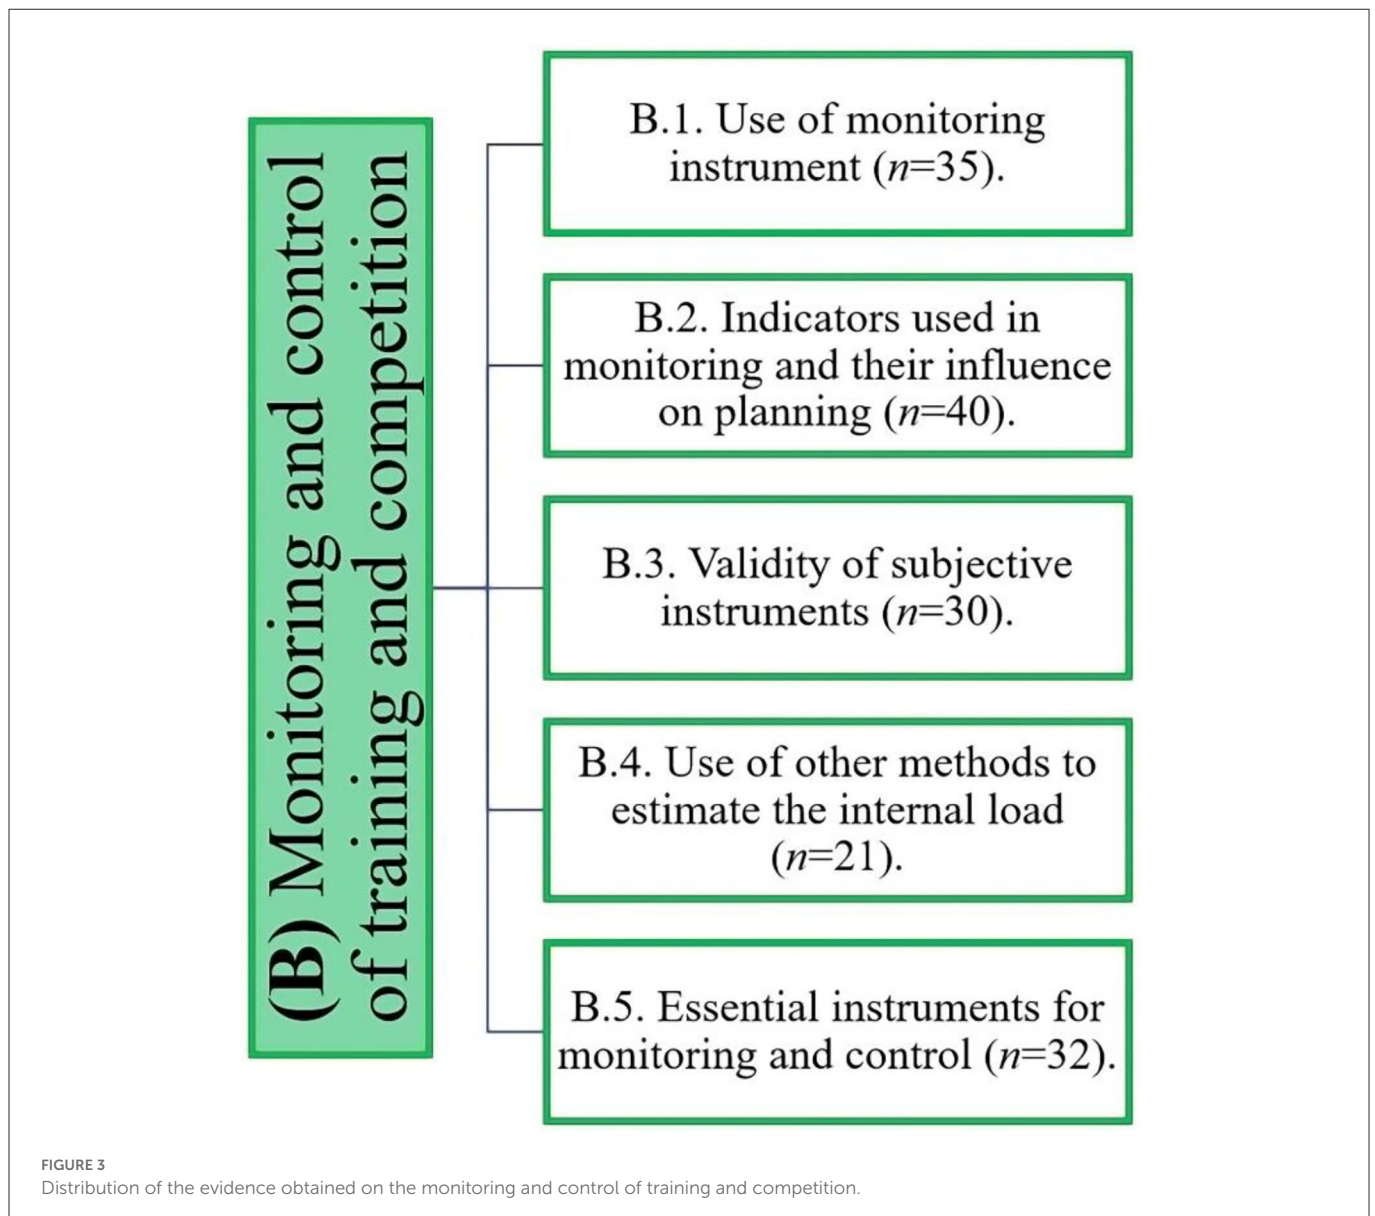 (B) Monitoring and control
of training and competition
B.1. Use of monitoring
instrument (n=35).
B.2. Indicators used in
monitoring and their influence
on planning (n=40).
B.3. Validity of subjective
instruments (n=30).
B.4. Use of other methods to
estimate the internal load
(n=21).
B.5. Essential instruments for
monitoring and control (n=32).
FIGURE 3
Distribution of the evidence obtained on the monitoring and control of training and competition.